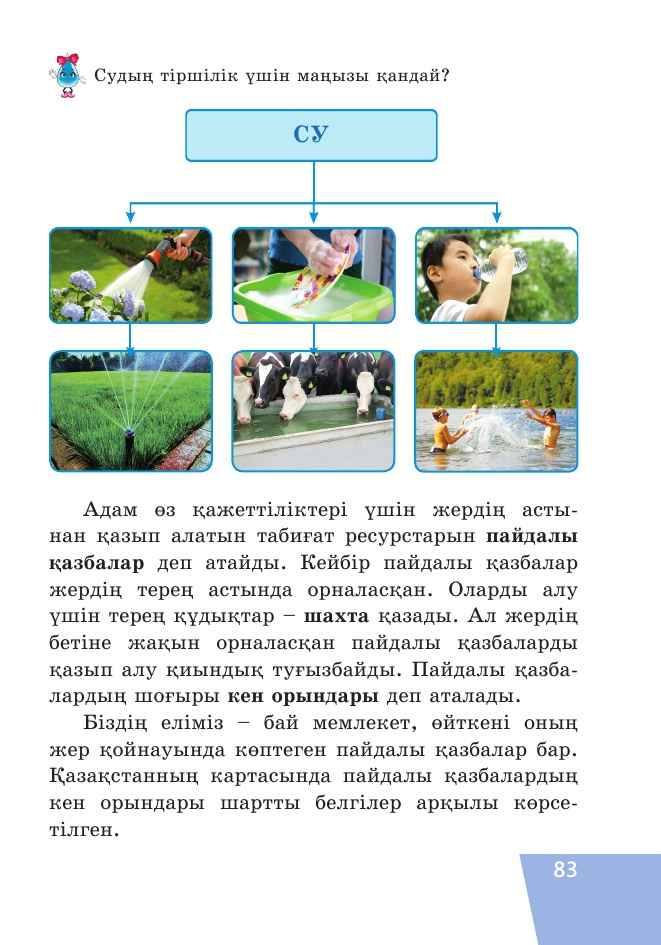 Судың тіршілік үшін маңызы қандай?
СУ
Адам өз қажеттіліктері үшін жердің асты-
нан қазып алатын табиғат ресурстарын пайдалы
қазбалар деп атайды. Кейбір пайдалы қазбалар
жердің терең астында орналасқан. Оларды алу
үшін терең құдықтар – шахта қазады. Ал жердің
бетіне жақын орналасқан пайдалы қазбаларды
қазып алу қиындық туғызбайды. Пайдалы қазба-
лардың шоғыры кен орындары деп аталады.
Біздің еліміз – бай мемлекет, өйткені оның
жер қойнауында көптеген пайдалы қазбалар бар.
Қазақстанның картасында пайдалы қазбалардың
кен орындары шартты белгілер арқылы көрсе-
тілген.
83